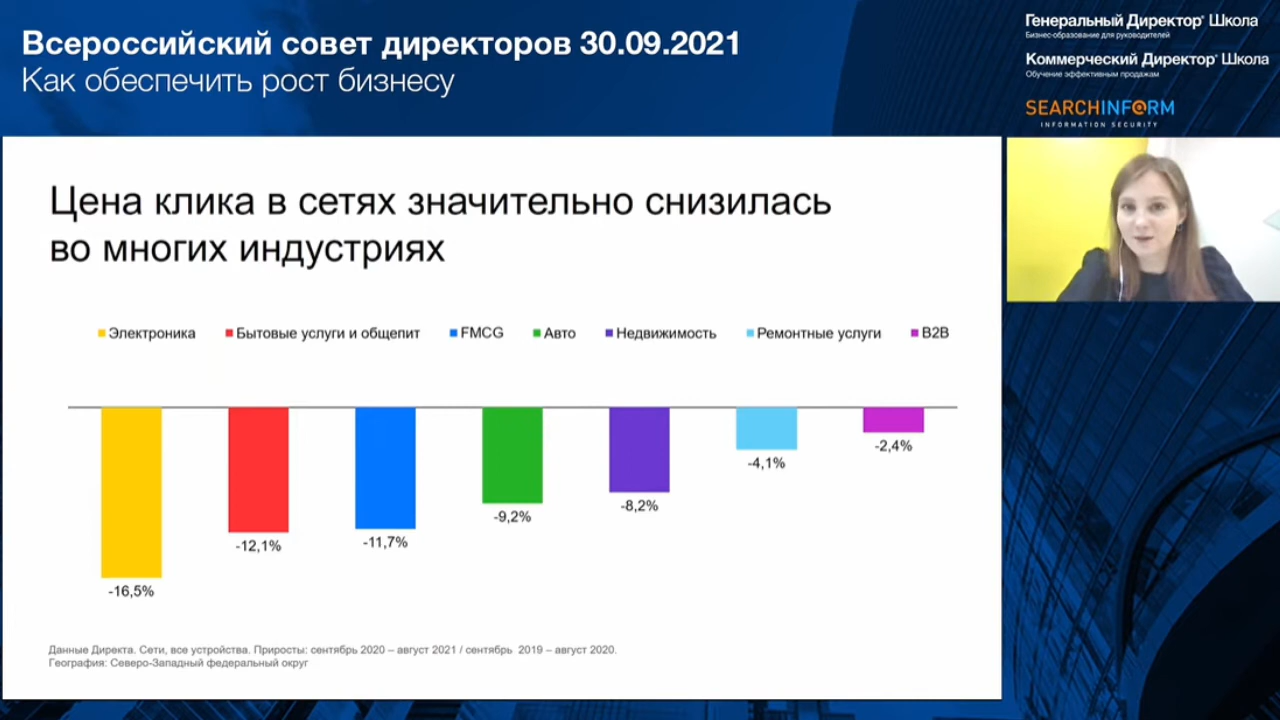 Всероссийский совет директоров 30.09.2021
Как обеспечить рост бизнесу
Генеральный Директор® Школа
Бизнес-образование для руководителей
Коммерческий Директор® Школа
Обучение эффективным продажам
SEARCHINF@RM
INFORMATION SECURITY
Цена клика в сетях значительно снизилась
во многих индустриях
Электроника Бытовые услуги и общепит FMCG Авто Недвижимость Ремонтные услуги B2B
-16,5% -12,1% -11,7% -9,2% -8,2% -4,1% -2,4%
Данные Директа. Сети, все устройства. Приросты: сентябрь 2020 – август 2021 / сентябрь 2019 – август 2020.
География: Северо-Западный федеральный округ